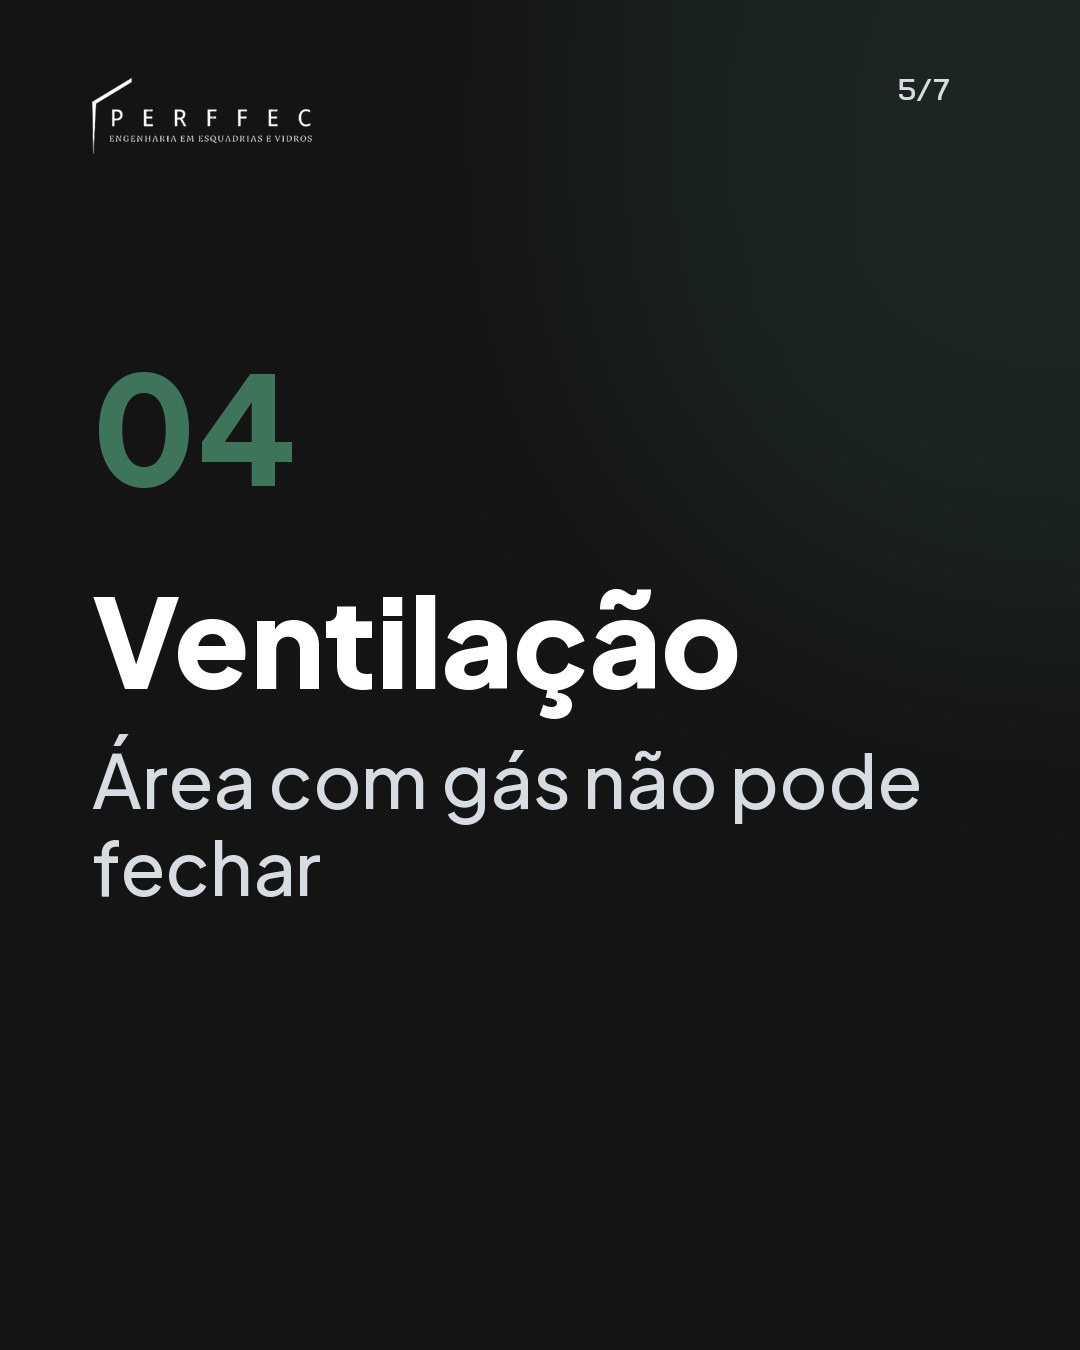 PERFFEC
ENGENHARIA EM ESQUADRIAS E VIDROS
5/7
04
Ventilação
Área com gás não pode
fechar